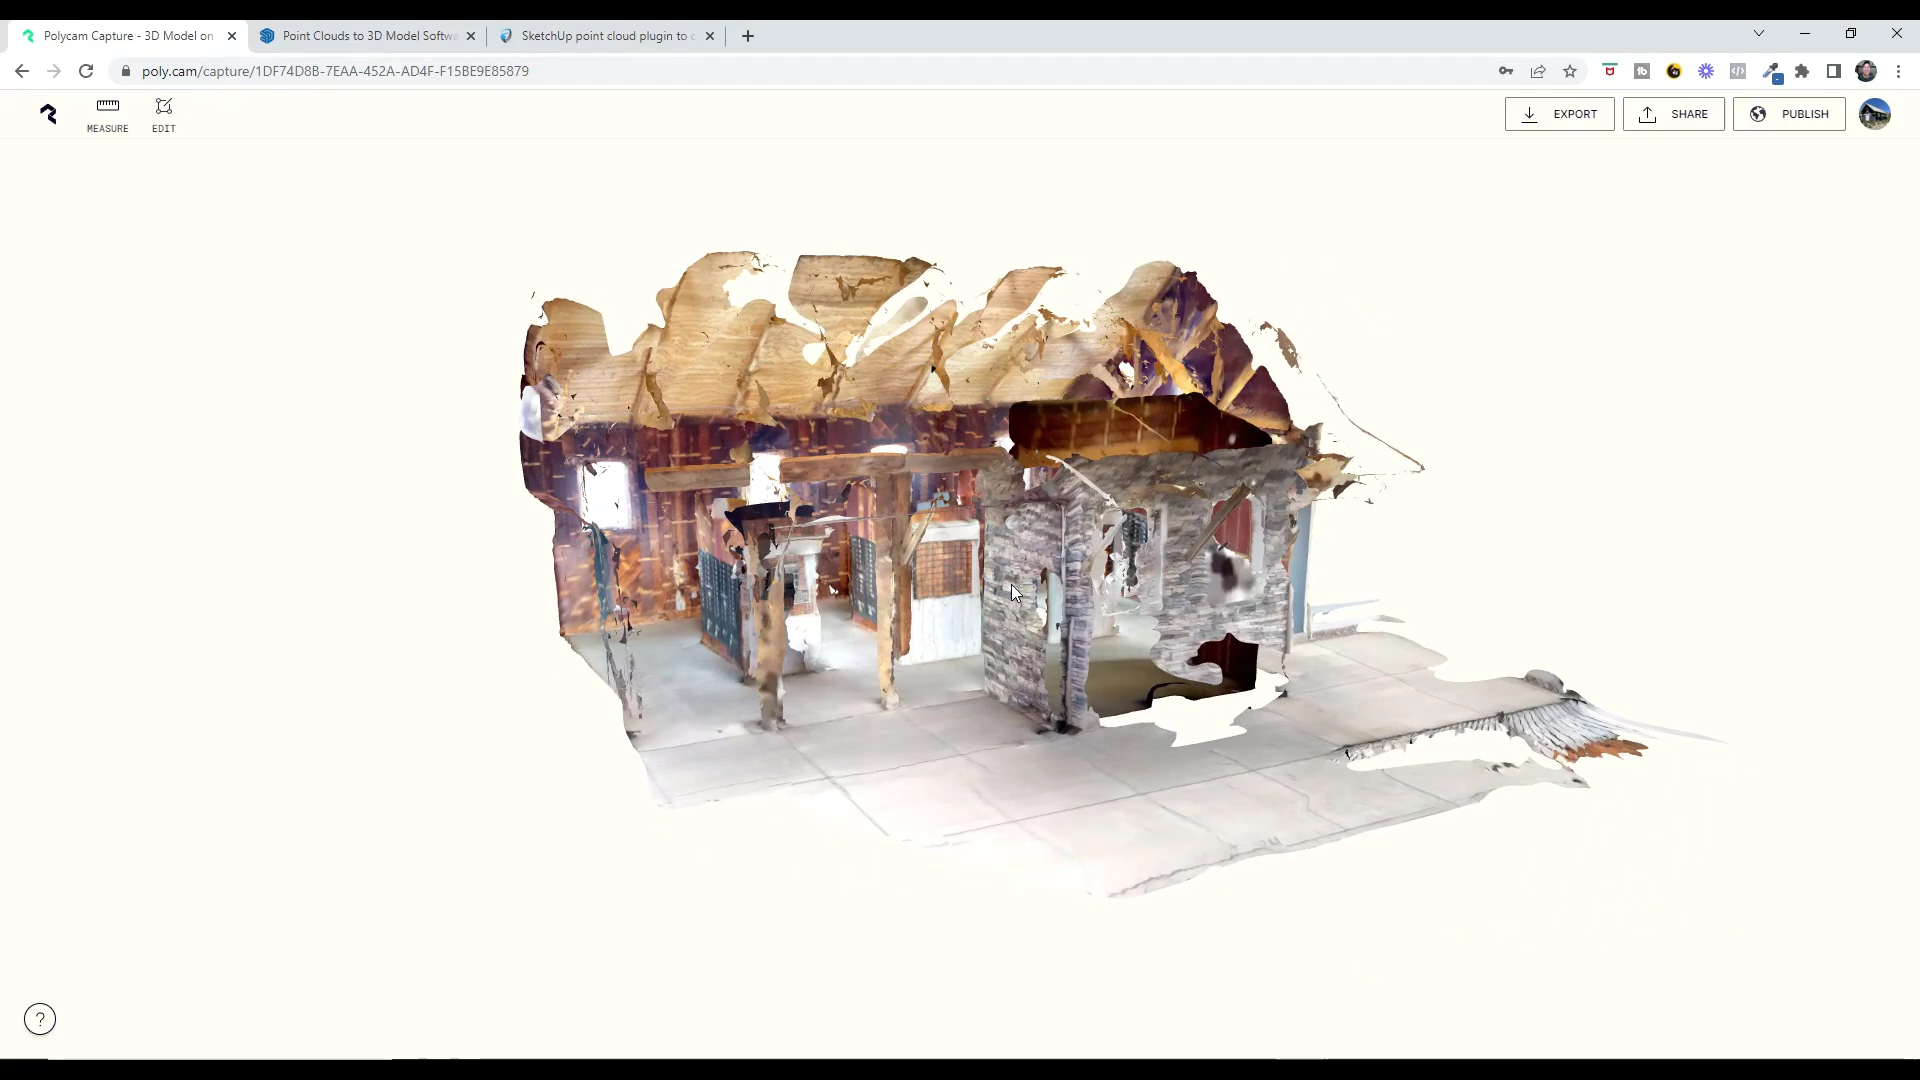 Polycam Capture - 3D Model on
Point Clouds to 3D Model Softwa
SketchUp point cloud plugin to c
poly.cam/capture/1DF74D8B-7EAA-452A-AD4F-F15BE9E85879
MEASURE
EDIT
EXPORT
SHARE
PUBLISH
?